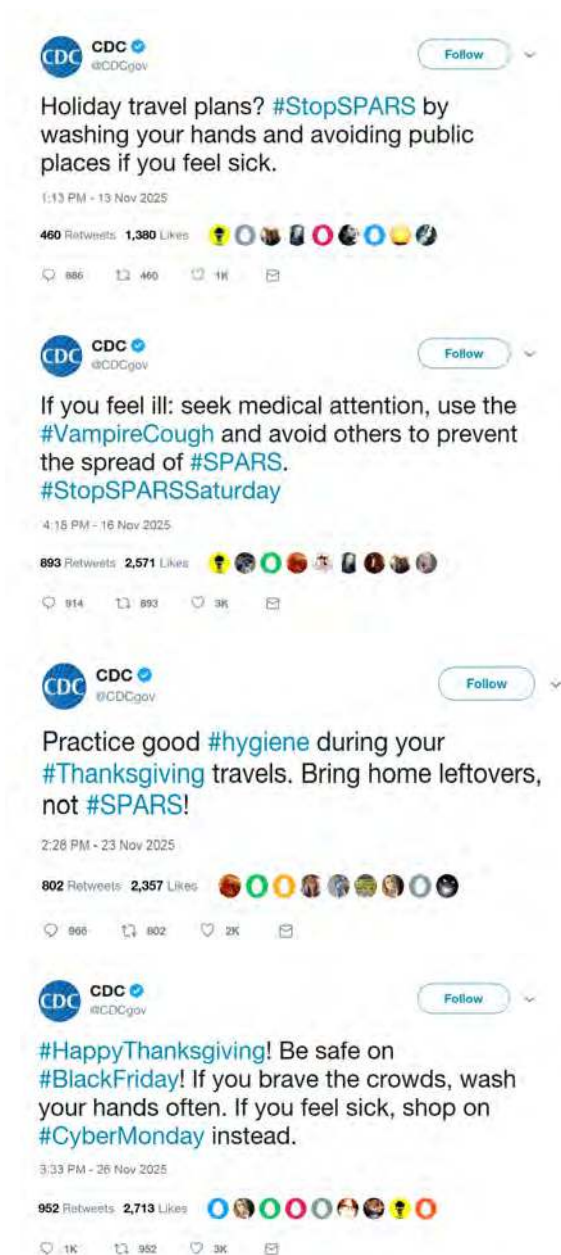 CDC
CDC
@CDCgov
Follow
Holiday travel plans? #StopSPARS by
washing your hands and avoiding public
places if you feel sick.
1:13 PM - 13 Nov 2025
460 Retweets 1,380 Likes
886 460 1K
CDC
CDC
@CDCgov
Follow
If you feel ill: seek medical attention, use the
#VampireCough and avoid others to prevent
the spread of #SPARS.
#StopSPARSSaturday
4:18 PM - 16 Nov 2025
893 Retweets 2,571 Likes
914 893 3K
CDC
CDC
@CDCgov
Follow
Practice good #hygiene during your
#Thanksgiving travels. Bring home leftovers,
not #SPARS!
2:28 PM - 23 Nov 2025
802 Retweets 2,357 Likes
966 802 2K
CDC
CDC
@CDCgov
Follow
#HappyThanksgiving! Be safe on
#BlackFriday! If you brave the crowds, wash
your hands often. If you feel sick, shop on
#CyberMonday instead.
3:33 PM - 26 Nov 2025
952 Retweets 2,713 Likes
1K 952 3K